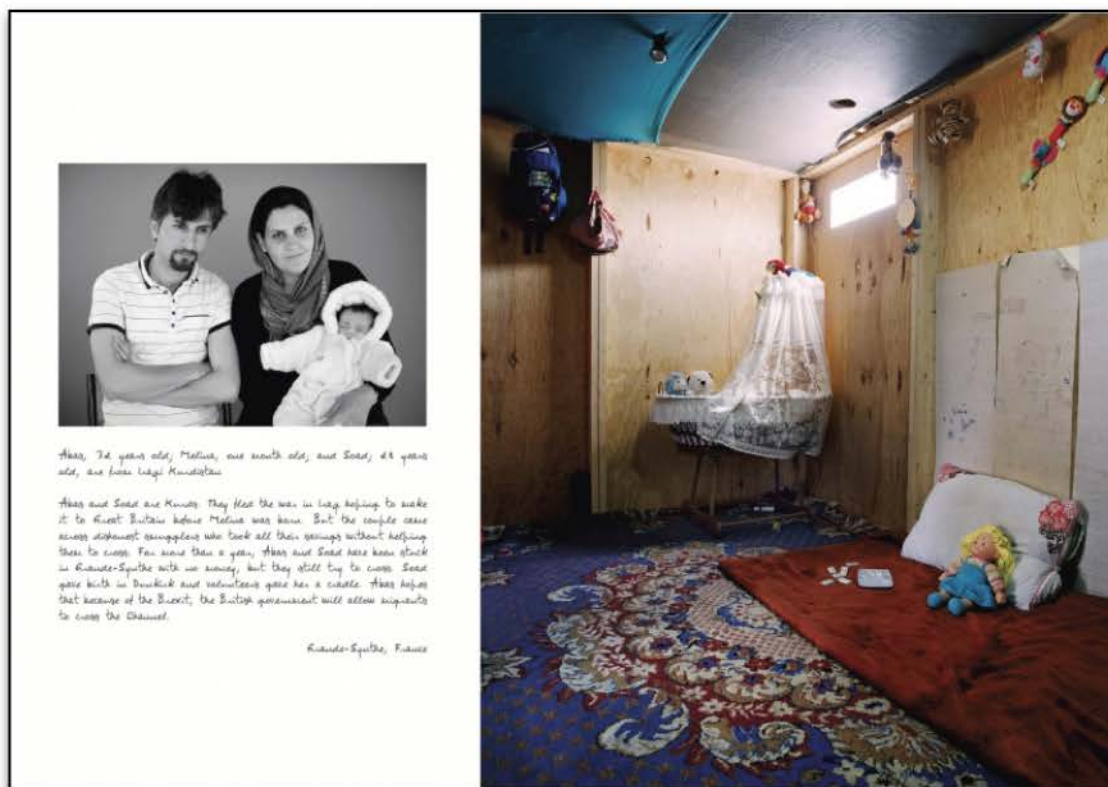 Abas, 32 years old; Melina, one month old; and Soad, 28 years
old, are from Iraqi Kurdistan
Abas and Soad are Kurds. They fled the war in Iraq hoping to make
it to Great Britain before Melina was born. But the couple came
across dishonest smugglers who took all their savings without helping
them to cross. For more than a year, Abas and Soad have been stuck
in Grande-Synthe with no money, but they still try to cross. Soad
gave birth in Dunkirk and volunteers gave her a cradle. Abas hopes
that because of the Brexit, the British government will allow migrants
to cross the Channel.
Grande-Synthe, France